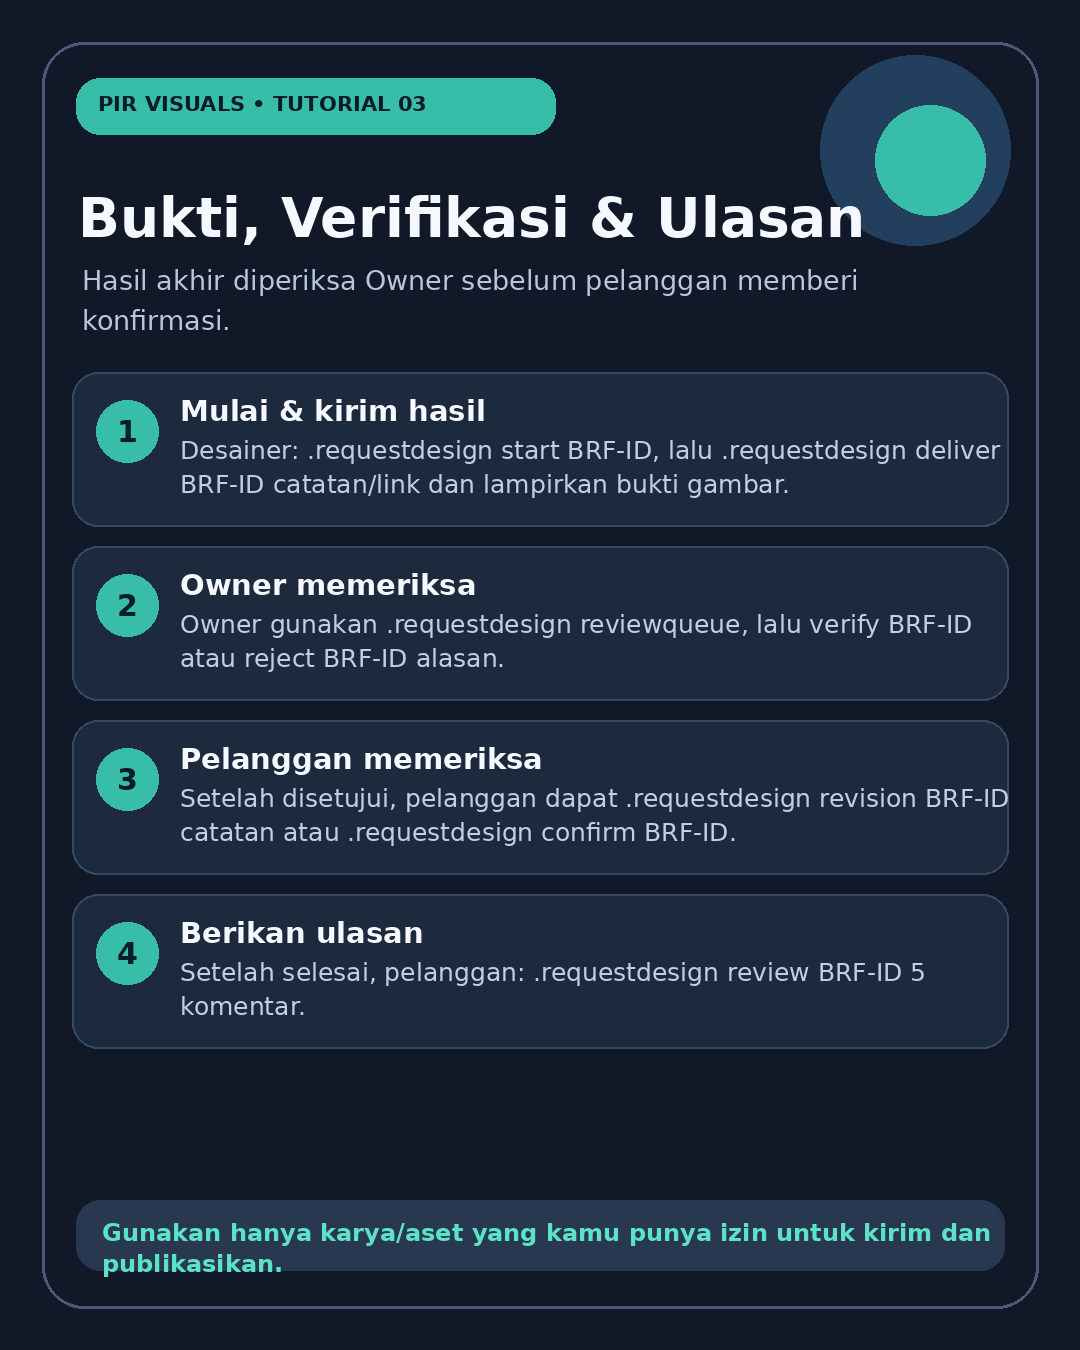 PIR VISUALS • TUTORIAL 03
Bukti, Verifikasi & Ulasan
Hasil akhir diperiksa Owner sebelum pelanggan memberi
konfirmasi.
1
Mulai & kirim hasil
Desainer: .requestdesign start BRF-ID, lalu .requestdesign deliver
BRF-ID catatan/link dan lampirkan bukti gambar.
2
Owner memeriksa
Owner gunakan .requestdesign reviewqueue, lalu verify BRF-ID
atau reject BRF-ID alasan.
3
Pelanggan memeriksa
Setelah disetujui, pelanggan dapat .requestdesign revision BRF-ID
catatan atau .requestdesign confirm BRF-ID.
4
Berikan ulasan
Setelah selesai, pelanggan: .requestdesign review BRF-ID 5
komentar.
Gunakan hanya karya/aset yang kamu punya izin untuk kirim dan
publikasikan.